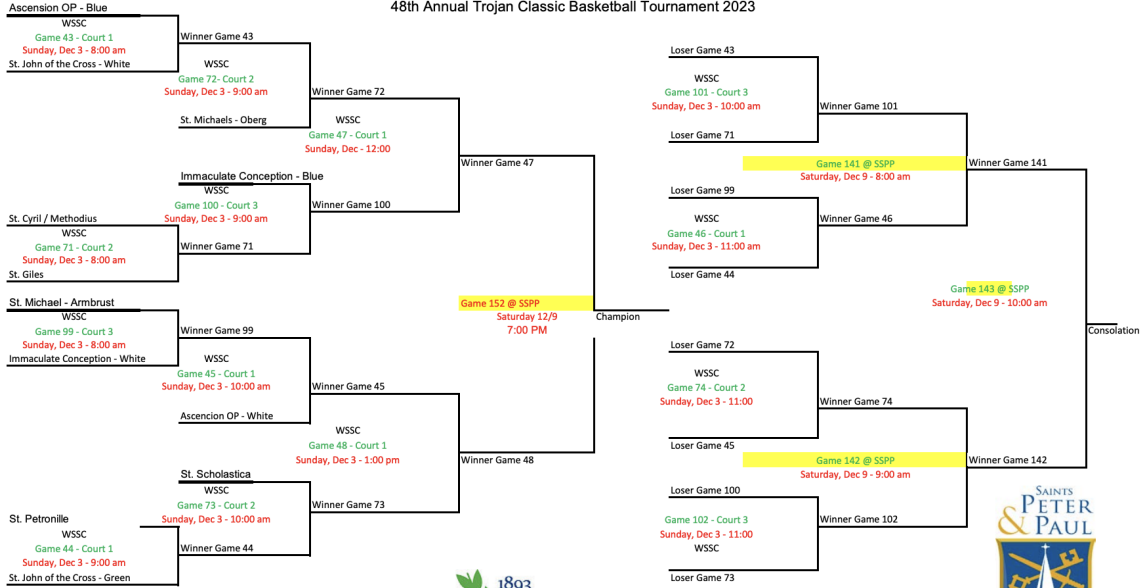 48th Annual Trojan Classic Basketball Tournament 2023
Ascension OP - Blue
WSSC
Game 43 - Court 1
Sunday, Dec 3 - 8:00 am
St. John of the Cross - White
Winner Game 43
WSSC
Game 72- Court 2
Sunday, Dec 3 - 9:00 am
St. Michaels - Oberg
Winner Game 72
WSSC
Game 47 - Court 1
Sunday, Dec - 12:00
Immaculate Conception - Blue
WSSC
Game 100 - Court 3
Sunday, Dec 3 - 9:00 am
Winner Game 100
St. Cyril / Methodius
WSSC
Game 71 - Court 2
Sunday, Dec 3 - 8:00 am
St. Giles
Winner Game 71
Winner Game 47
St. Michael - Armbrust
WSSC
Game 99 - Court 3
Sunday, Dec 3 - 8:00 am
Immaculate Conception - White
Winner Game 99
WSSC
Game 45 - Court 1
Sunday, Dec 3 - 10:00 am
Ascencion OP - White
Winner Game 45
WSSC
Game 48 - Court 1
Sunday, Dec 3 - 1:00 pm
St. Scholastica
WSSC
Game 73 - Court 2
Sunday, Dec 3 - 10:00 am
Winner Game 73
St. Petronille
WSSC
Game 44 - Court 1
Sunday, Dec 3 - 9:00 am
St. John of the Cross - Green
Winner Game 44
Winner Game 48
Game 152 @ SSPP
Saturday 12/9
7:00 PM
Champion
Loser Game 43
WSSC
Game 101 - Court 3
Sunday, Dec 3 - 10:00 am
Loser Game 71
Winner Game 101
Game 141 @ SSPP
Saturday, Dec 9 - 8:00 am
Winner Game 141
Loser Game 99
WSSC
Game 46 - Court 1
Sunday, Dec 3 - 11:00 am
Loser Game 44
Winner Game 46
Game 143 @ SSPP
Saturday, Dec 9 - 10:00 am
Consolation
Loser Game 72
WSSC
Game 74 - Court 2
Sunday, Dec 3 - 11:00
Loser Game 45
Winner Game 74
Game 142 @ SSPP
Saturday, Dec 9 - 9:00 am
Winner Game 142
Loser Game 100
Game 102 - Court 3
Sunday, Dec 3 - 11:00
WSSC
Loser Game 73
Winner Game 102
1893
SAINTS
PETER
& PAUL